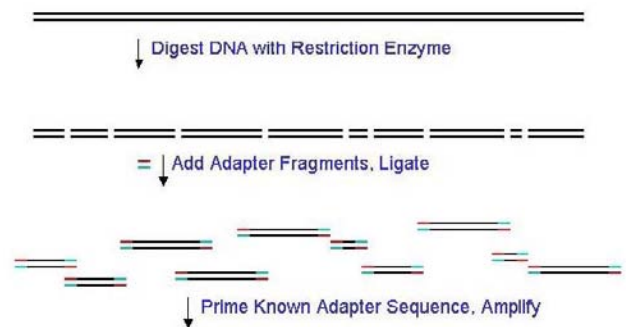 Digest DNA with Restriction Enzyme
Add Adapter Fragments, Ligate
Prime Known Adapter Sequence, Amplify